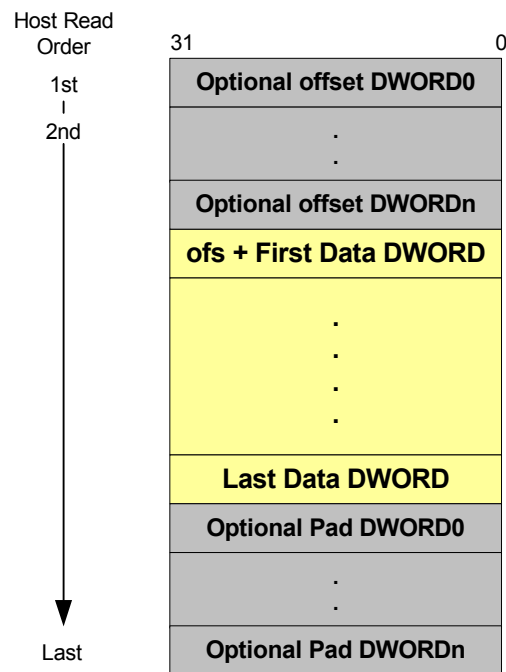 Host Read
Order
31 0
1st
2nd
Optional offset DWORD0
.
.
Optional offset DWORDn
ofs + First Data DWORD
.
.
.
.
Last Data DWORD
Optional Pad DWORD0
.
.
Last
Optional Pad DWORDn